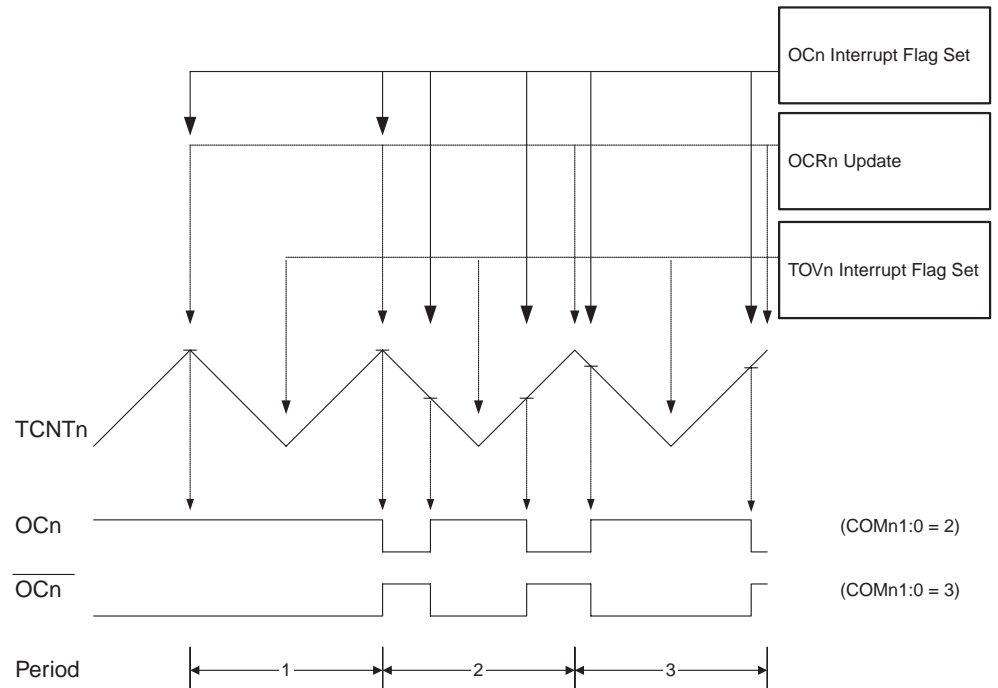 OCn Interrupt Flag Set
OCRn Update
TOVn Interrupt Flag Set
TCNTn
OCn (COMn1:0 = 2)
OCn (COMn1:0 = 3)
Period 1 2 3